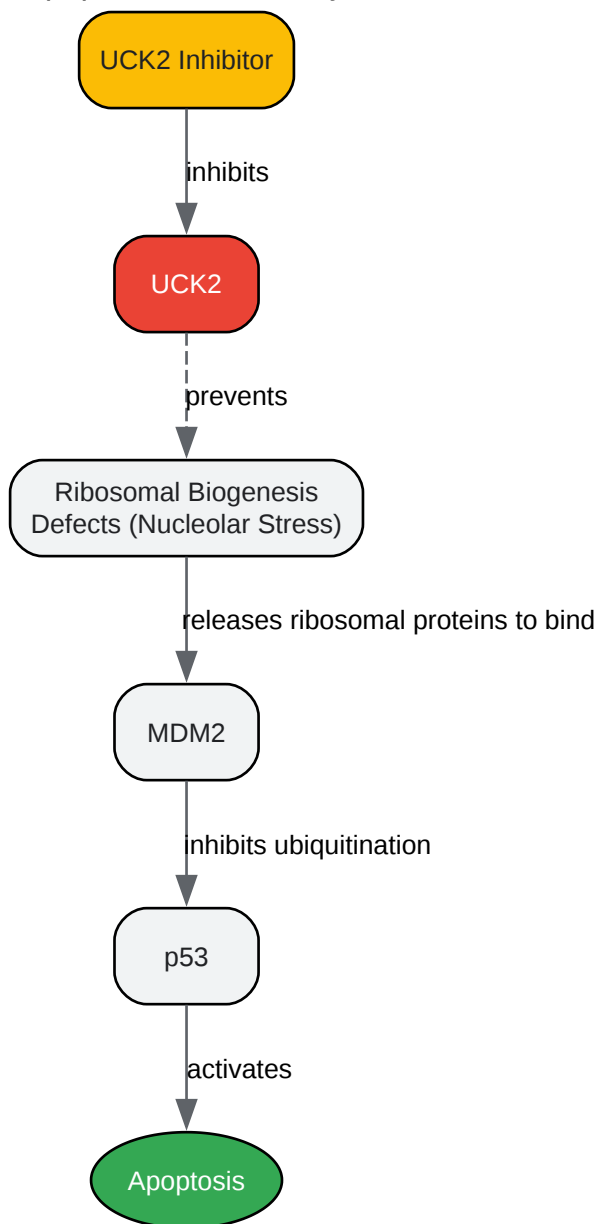 UCK2 Inhibitor
inhibits
UCK2
prevents
Ribosomal Biogenesis
Defects (Nucleolar Stress)
releases ribosomal proteins to bind
MDM2
inhibits ubiquitination
p53
activates
Apoptosis